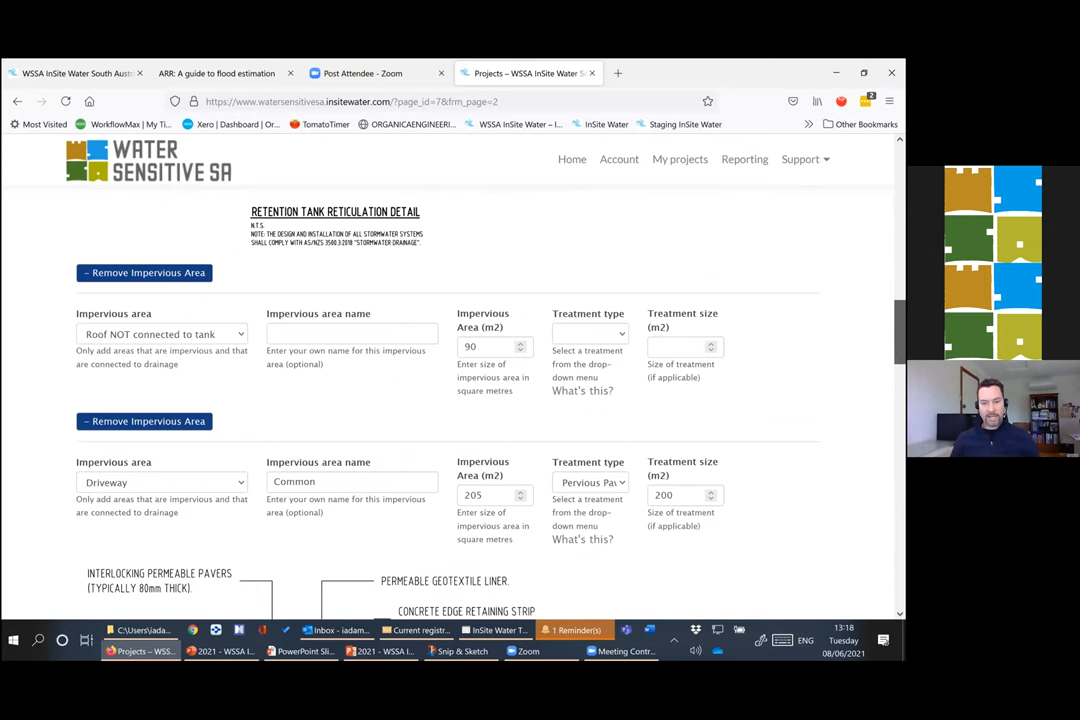 WSSA InSite Water South Austr
ARR: A guide to flood estimation
Post Attendee - Zoom
Projects – WSSA InSite Water So
https://www.watersensitivesa.insitewater.com/?page_id=7&frm_page=2
2
Most Visited
WorkflowMax | My Ti...
Xero | Dashboard | Or...
TomatoTimer
ORGANICAENGINEERI...
WSSA InSite Water – I...
InSite Water
Staging InSite Water
Other Bookmarks
WATER
SENSITIVE SA
Home
Account
My projects
Reporting
Support
RETENTION TANK RETICULATION DETAIL
N.T.S.
NOTE: THE DESIGN AND INSTALLATION OF ALL STORMWATER SYSTEMS
SHALL COMPLY WITH AS/NZS 3500.3:2018 "STORMWATER DRAINAGE".
– Remove Impervious Area
Impervious area
Roof NOT connected to tank
Only add areas that are impervious and that
are connected to drainage
Impervious area name
Enter your own name for this impervious
area (optional)
Impervious
Area (m2)
90
Enter size of
impervious area in
square metres
Treatment type
Select a treatment
from the drop-
down menu
What's this?
Treatment size
(m2)
Size of treatment
(if applicable)
– Remove Impervious Area
Impervious area
Driveway
Only add areas that are impervious and that
are connected to drainage
Impervious area name
Common
Enter your own name for this impervious
area (optional)
Impervious
Area (m2)
205
Enter size of
impervious area in
square metres
Treatment type
Pervious Pav
Select a treatment
from the drop-
down menu
What's this?
Treatment size
(m2)
200
Size of treatment
(if applicable)
INTERLOCKING PERMEABLE PAVERS
(TYPICALLY 80mm THICK).
PERMEABLE GEOTEXTILE LINER.
CONCRETE EDGE RETAINING STRIP
C:\Users\iada...
Inbox - iadam...
Current registr...
InSite Water T...
1 Reminder(s)
ENG
13:18
Tuesday
08/06/2021
Projects – WSS...
2021 - WSSA I...
PowerPoint Sli...
2021 - WSSA I...
Snip & Sketch
Zoom
Meeting Contr...